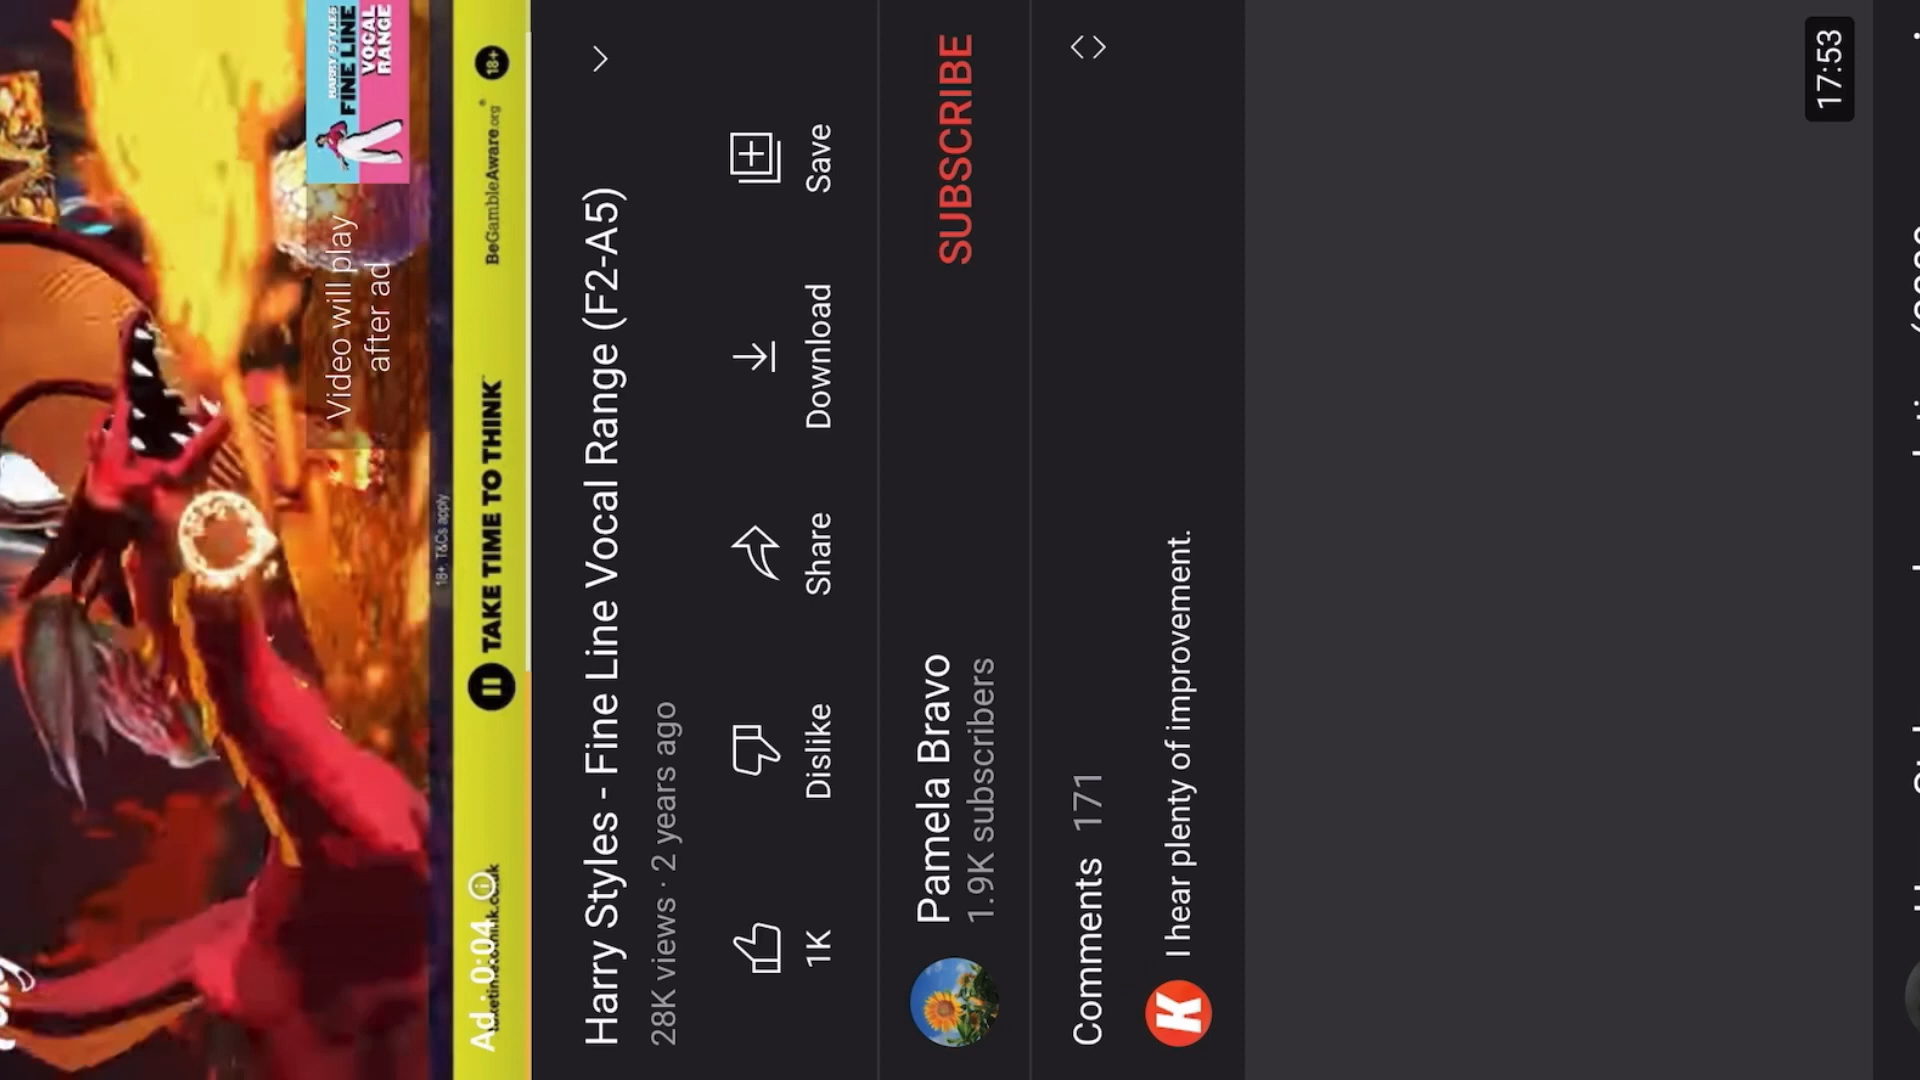 HARRY STYLES
FINE LINE
VOCAL
RANGE
Video will play
after ad
18+. T&Cs apply
Ad · 0:04
TAKE TIME TO THINK
BeGambleAware.org®
18+
Harry Styles - Fine Line Vocal Range (F2-A5)
28K views · 2 years ago
1K
Dislike
Share
Download
Save
Pamela Bravo
1.9K subscribers
SUBSCRIBE
Comments 171
K
I hear plenty of improvement.
17:53